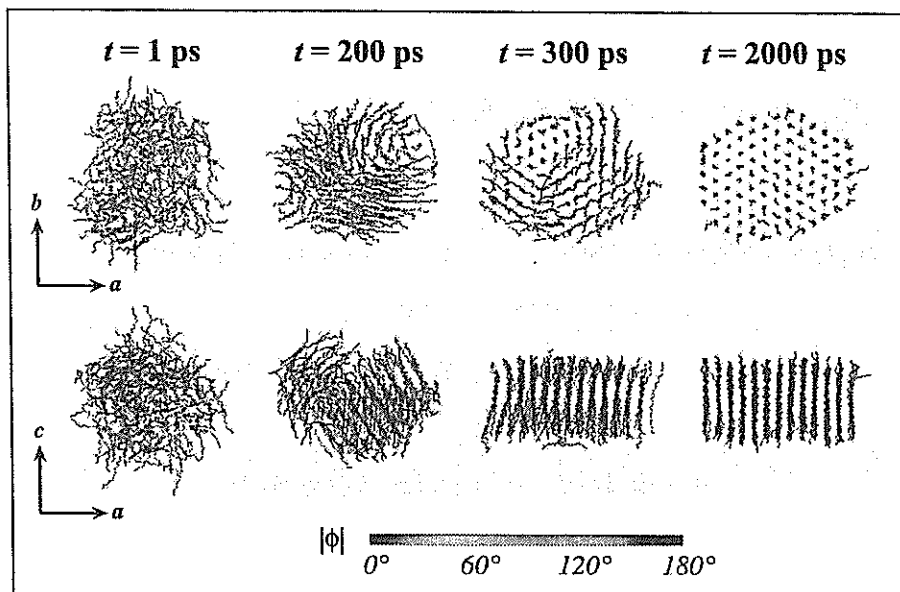 t = 1 ps t = 200 ps t = 300 ps t = 2000 ps
b
a
c
a
|ϕ|
0° 60° 120° 180°